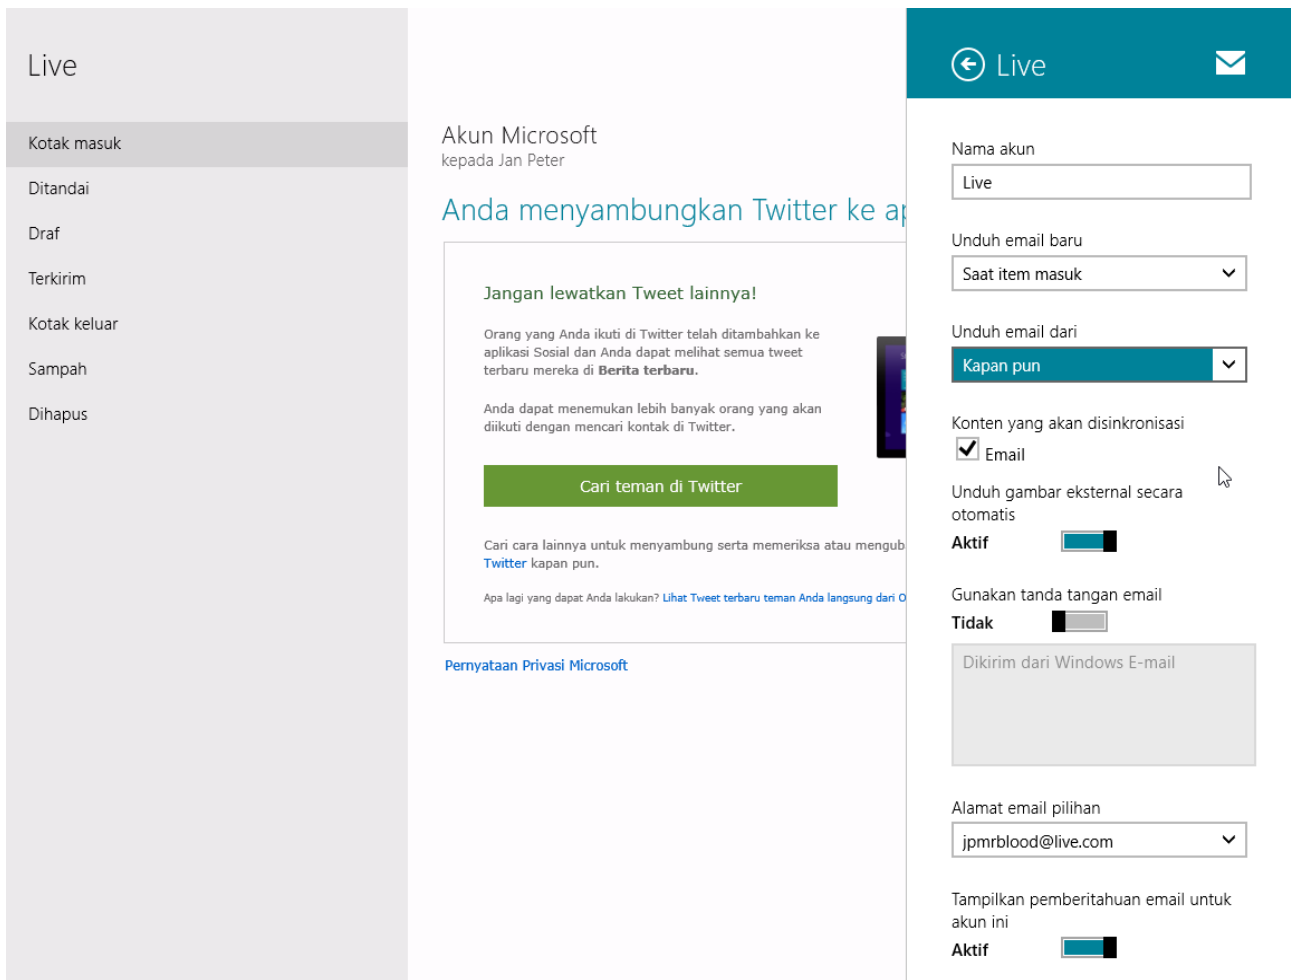 Live
Kotak masuk
Ditandai
Draf
Terkirim
Kotak keluar
Sampah
Dihapus
Akun Microsoft
kepada Jan Peter
Anda menyambungkan Twitter ke
Jangan lewatkan Tweet lainnya!
Orang yang Anda ikuti di Twitter telah ditambahkan ke
aplikasi Sosial dan Anda dapat melihat semua tweet
terbaru mereka di Berita terbaru.
Anda dapat menemukan lebih banyak orang yang akan
diikuti dengan mencari kontak di Twitter.
Cari teman di Twitter
Cari cara lainnya untuk menyambung serta memeriksa atau mengub
Twitter kapan pun.
Apa lagi yang dapat Anda lakukan? Lihat Tweet terbaru teman Anda langsung dari O
Pernyataan Privasi Microsoft
Live
Nama akun
Live
Unduh email baru
Saat item masuk
Unduh email dari
Kapan pun
Konten yang akan disinkronisasi
Email
Unduh gambar eksternal secara
otomatis
Aktif
Gunakan tanda tangan email
Tidak
Dikirim dari Windows E-mail
Alamat email pilihan
jpmrblood@live.com
Tampilkan pemberitahuan email untuk
akun ini
Aktif